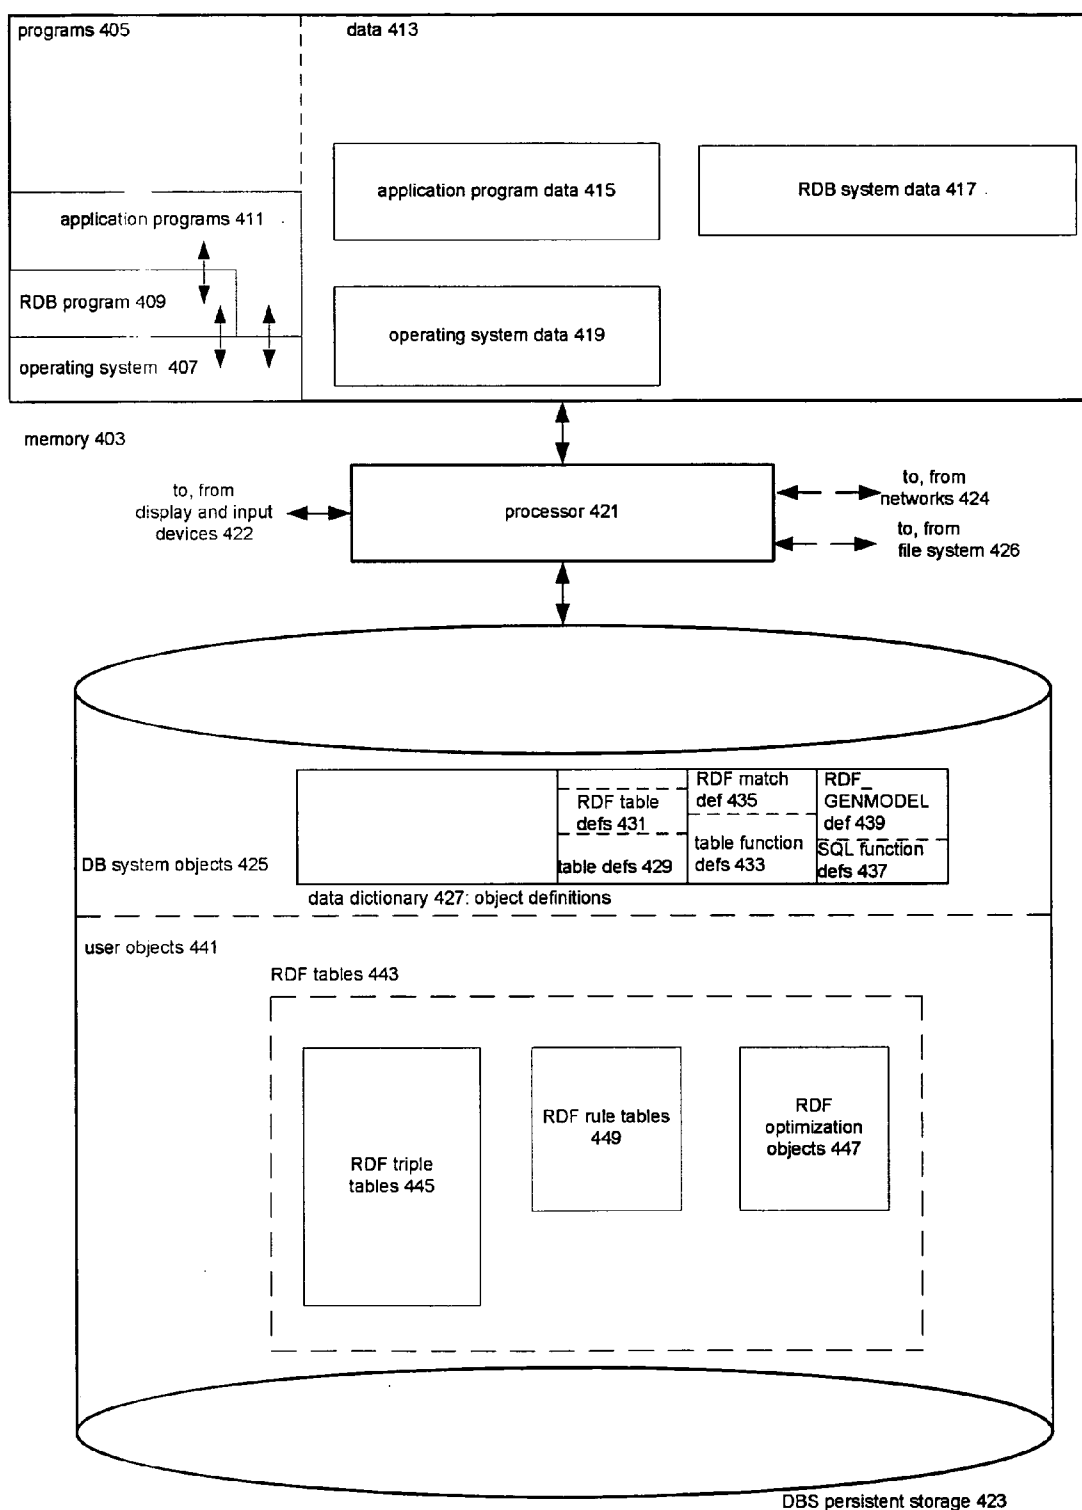 programs 405
data 413
application program data 415
RDB system data 417
application programs 411
RDB program 409
operating system 407
operating system data 419
memory 403
to, from
display and input
devices 422
processor 421
to, from
networks 424
to, from
file system 426
DB system objects 425
RDF table
defs 431
table defs 429
RDF match
def 435
table function
defs 433
RDF_
GENMODEL
def 439
SQL function
defs 437
data dictionary 427: object definitions
user objects 441
RDF tables 443
RDF triple
tables 445
RDF rule tables
449
RDF
optimization
objects 447
DBS persistent storage 423